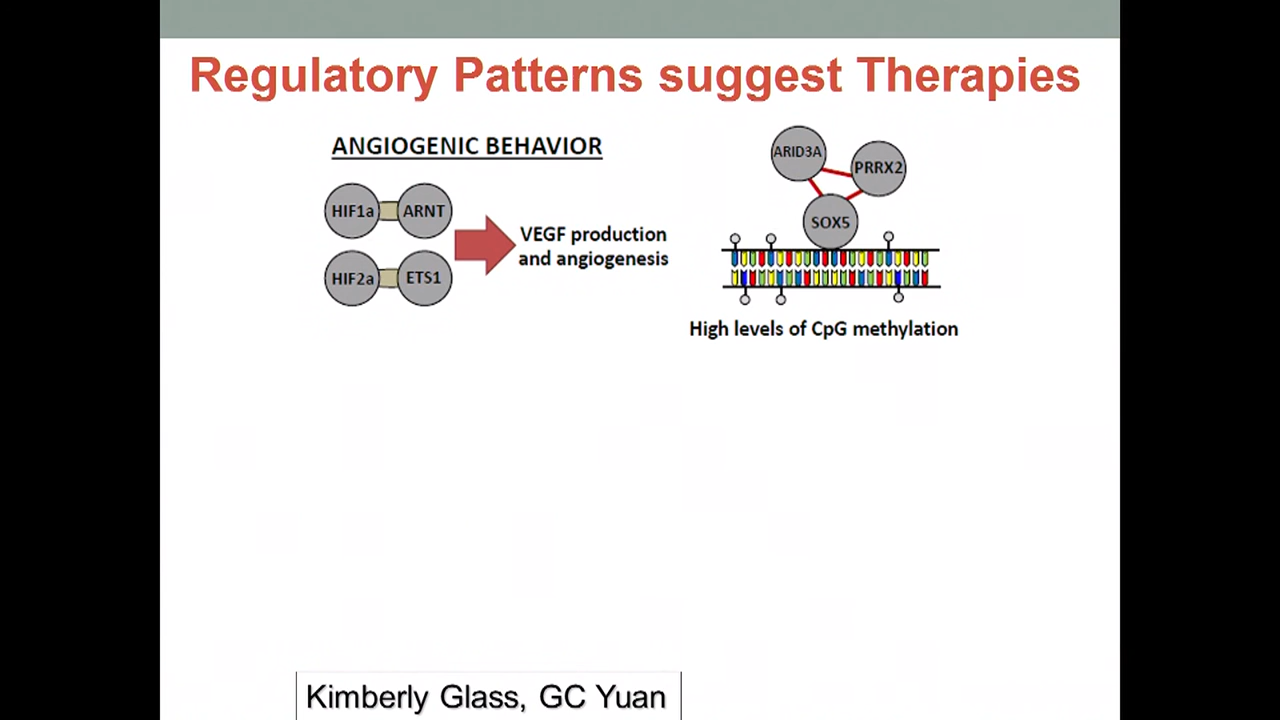 Regulatory Patterns suggest Therapies
ANGIOGENIC BEHAVIOR
HIF1a
ARNT
HIF2a
ETS1
VEGF production
and angiogenesis
ARID3A
PRRX2
SOX5
High levels of CpG methylation
Kimberly Glass, GC Yuan